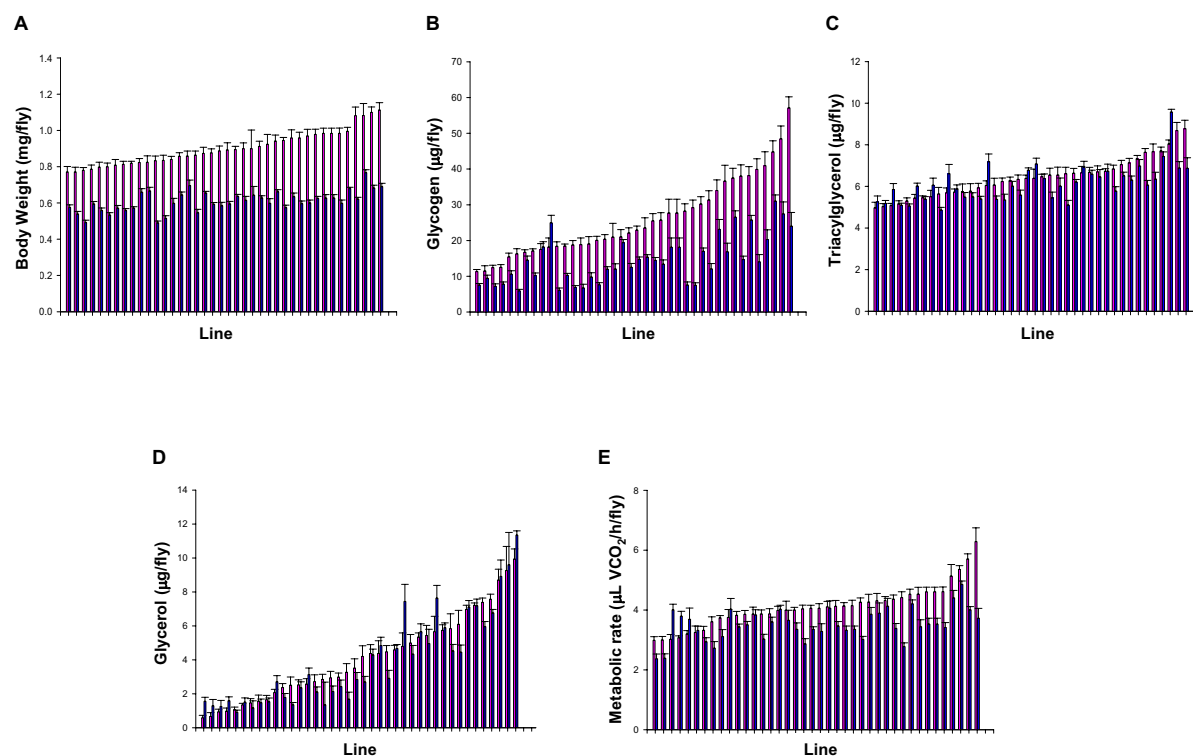 A
Body Weight (mg/fly)
1.4
1.2
1.0
0.8
0.6
0.4
0.2
0.0
Line
B
Glycogen (µg/fly)
70
60
50
40
30
20
10
0
Line
C
Triacylglycerol (µg/fly)
12
10
8
6
4
2
0
Line
D
Glycerol (µg/fly)
14
12
10
8
6
4
2
0
Line
E
Metabolic rate (µL VCO₂/h/fly)
8
6
4
2
0
Line